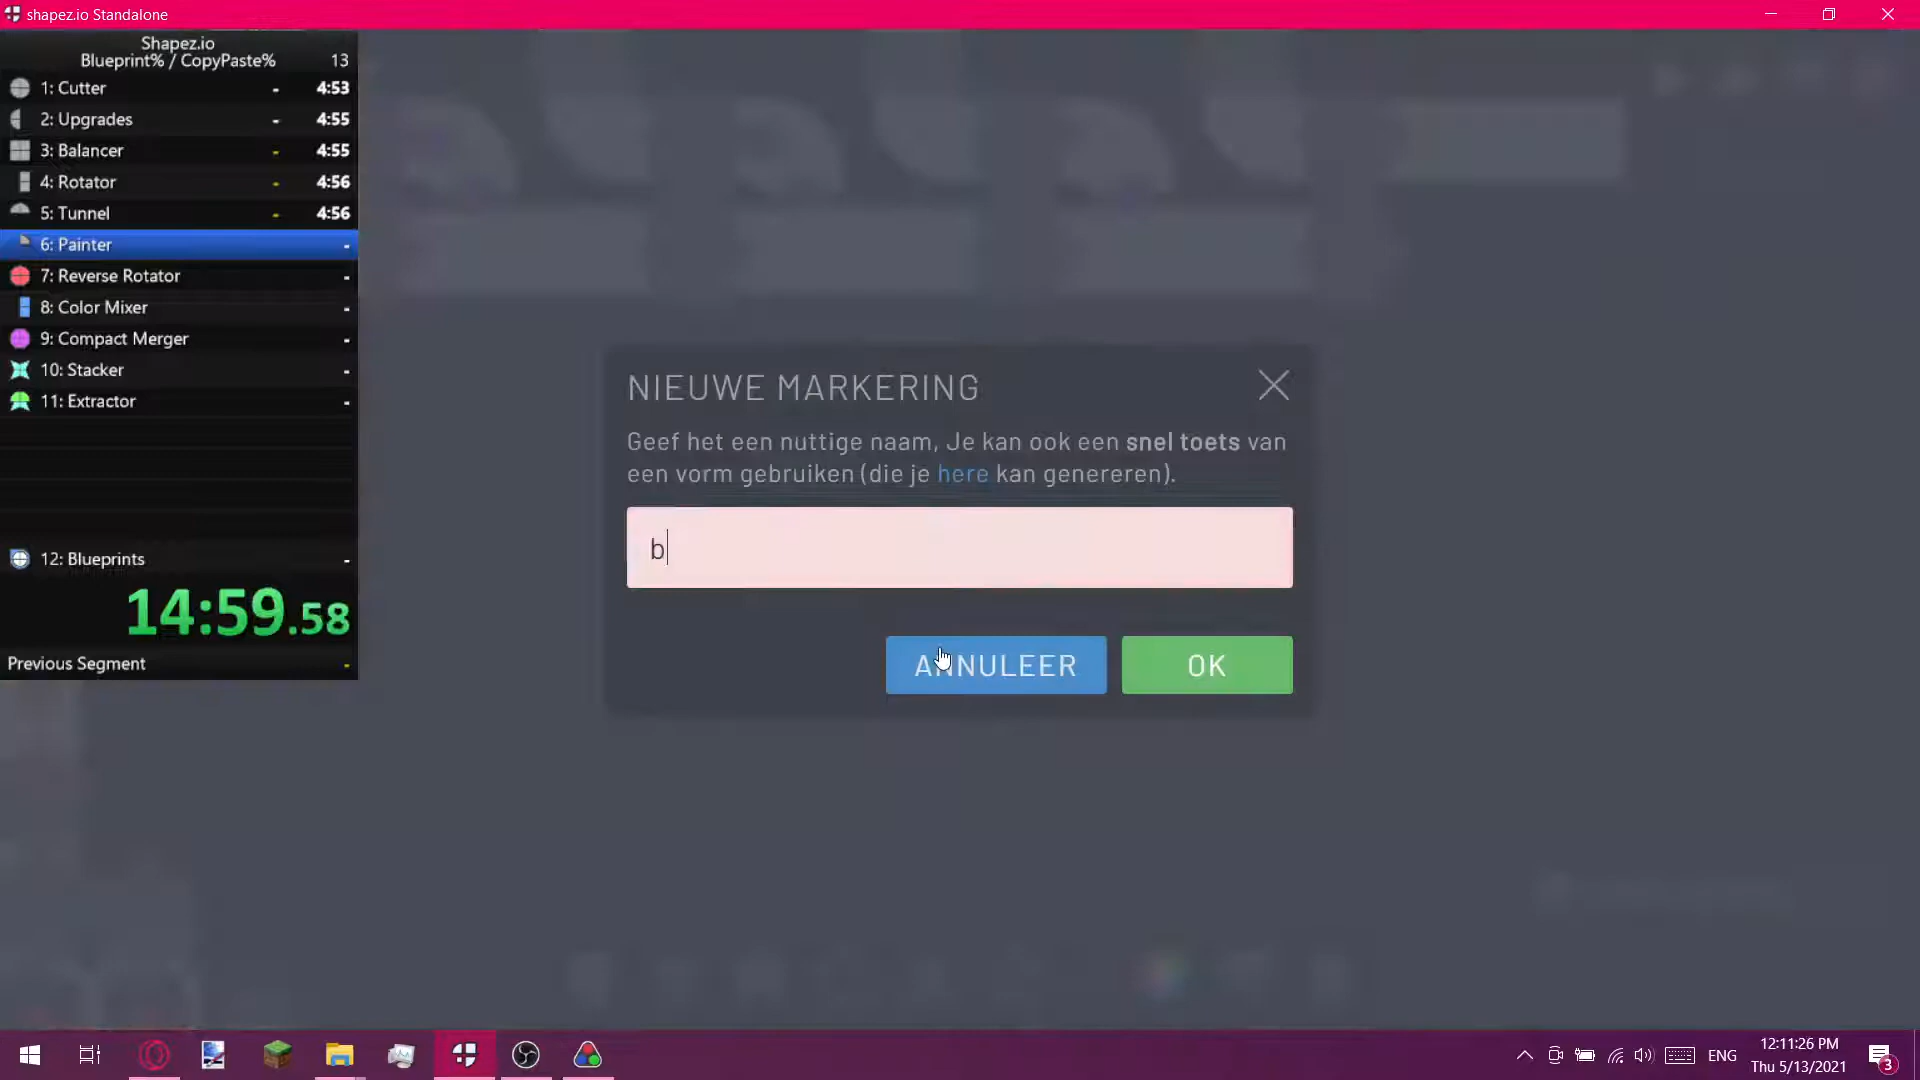 shapez.io Standalone
Shapez.io
Blueprint% / CopyPaste% 13
1: Cutter - 4:53
2: Upgrades - 4:55
3: Balancer - 4:55
4: Rotator - 4:56
5: Tunnel - 4:56
6: Painter -
7: Reverse Rotator -
8: Color Mixer -
9: Compact Merger -
10: Stacker -
11: Extractor -
12: Blueprints -
14:59.58
Previous Segment -
NIEUWE MARKERING
Geef het een nuttige naam, Je kan ook een snel toets van
een vorm gebruiken (die je here kan genereren).
b
ANNULEER OK
ENG
12:11:26 PM
Thu 5/13/2021
3